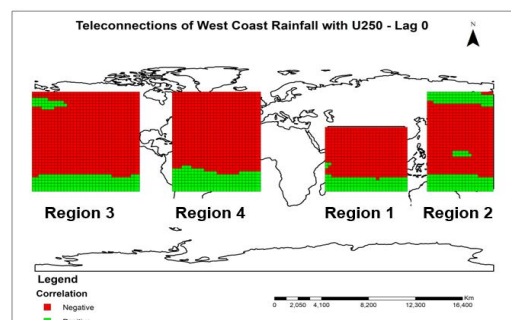 Teleconnections of West Coast Rainfall with U250 - Lag 0
N
Region 3 Region 4 Region 1 Region 2
Legend
Correlation
Negative
Positive
Km
0 2,050 4,100 8,200 12,300 16,400